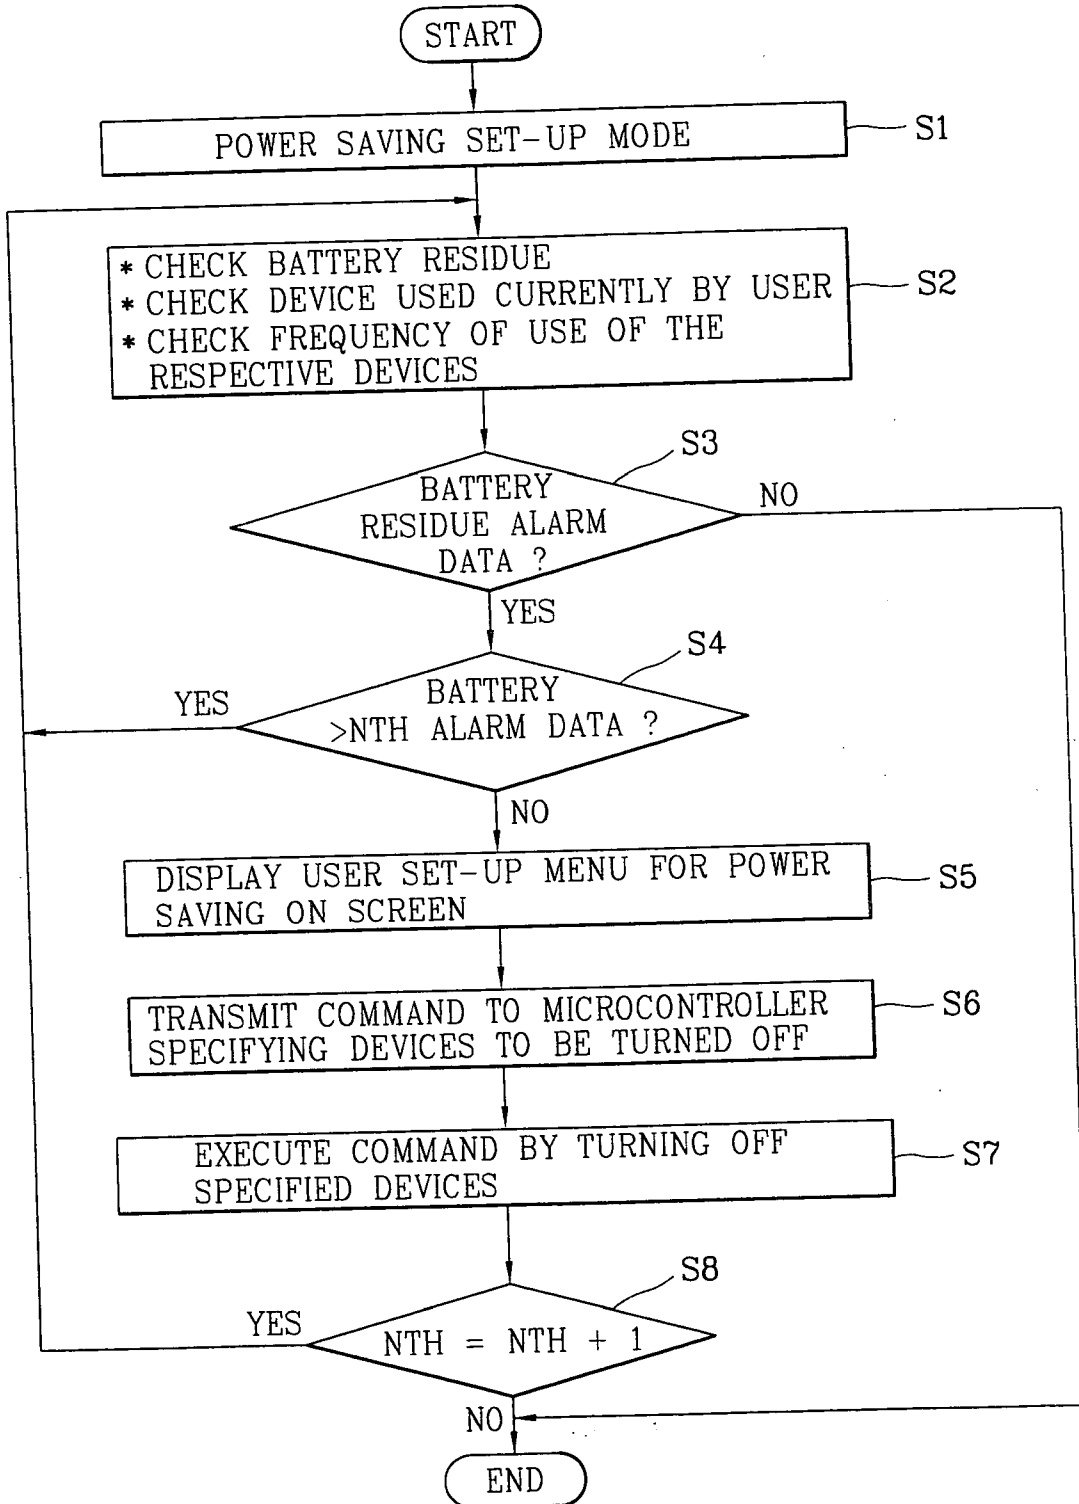 START
POWER SAVING SET-UP MODE
S1
* CHECK BATTERY RESIDUE
* CHECK DEVICE USED CURRENTLY BY USER
* CHECK FREQUENCY OF USE OF THE
RESPECTIVE DEVICES
S2
S3
BATTERY
RESIDUE ALARM
DATA ?
NO
YES
S4
BATTERY
>NTH ALARM DATA ?
YES
NO
DISPLAY USER SET-UP MENU FOR POWER
SAVING ON SCREEN
S5
TRANSMIT COMMAND TO MICROCONTROLLER
SPECIFYING DEVICES TO BE TURNED OFF
S6
EXECUTE COMMAND BY TURNING OFF
SPECIFIED DEVICES
S7
S8
YES
NTH = NTH + 1
NO
END